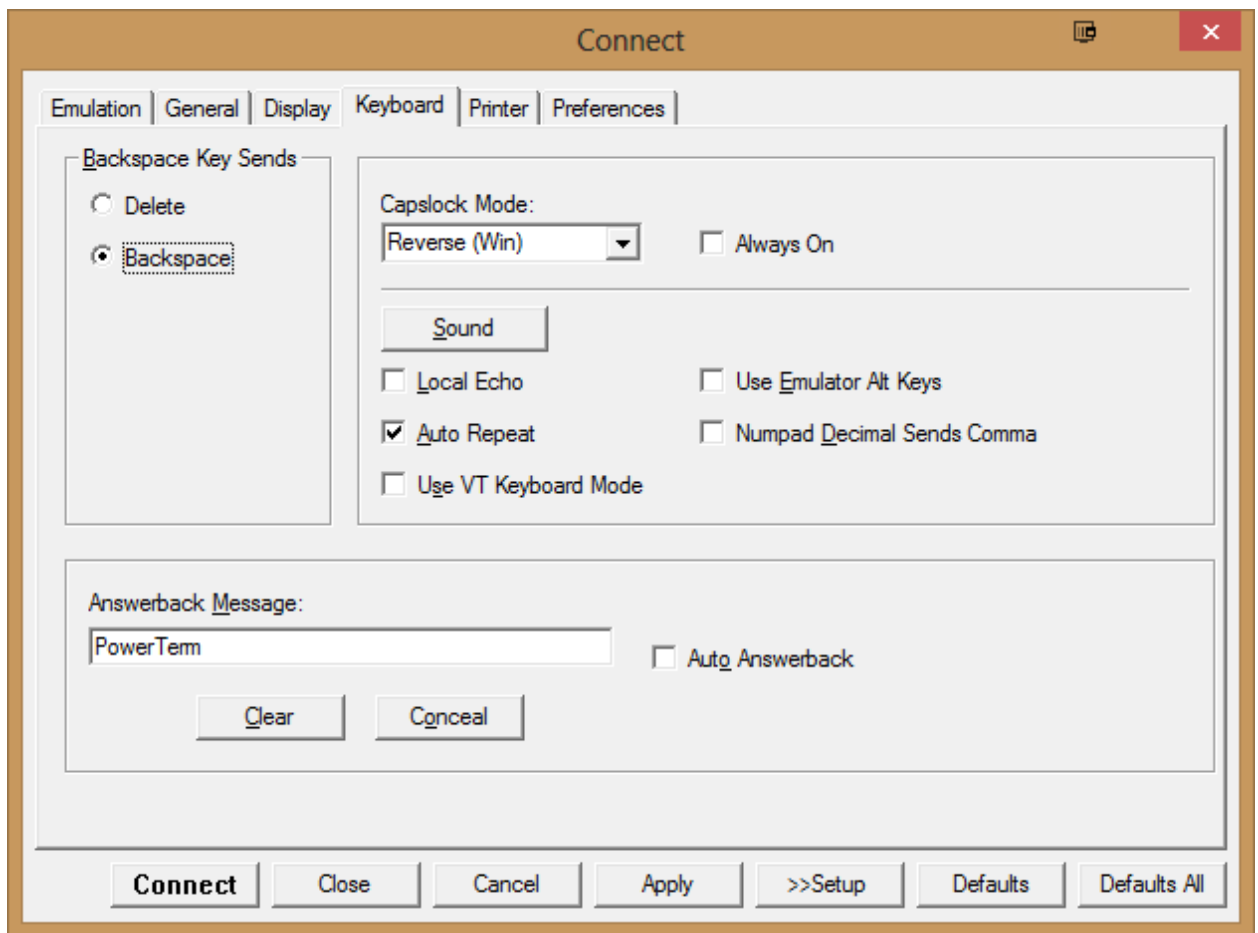 Connect
Emulation General Display Keyboard Printer Preferences
Backspace Key Sends
Delete
Backspace
Capslock Mode:
Reverse (Win)
Always On
Sound
Local Echo
Use Emulator Alt Keys
Auto Repeat
Numpad Decimal Sends Comma
Use VT Keyboard Mode
Answerback Message:
PowerTerm
Auto Answerback
Clear Conceal
Connect Close Cancel Apply >>Setup Defaults Defaults All